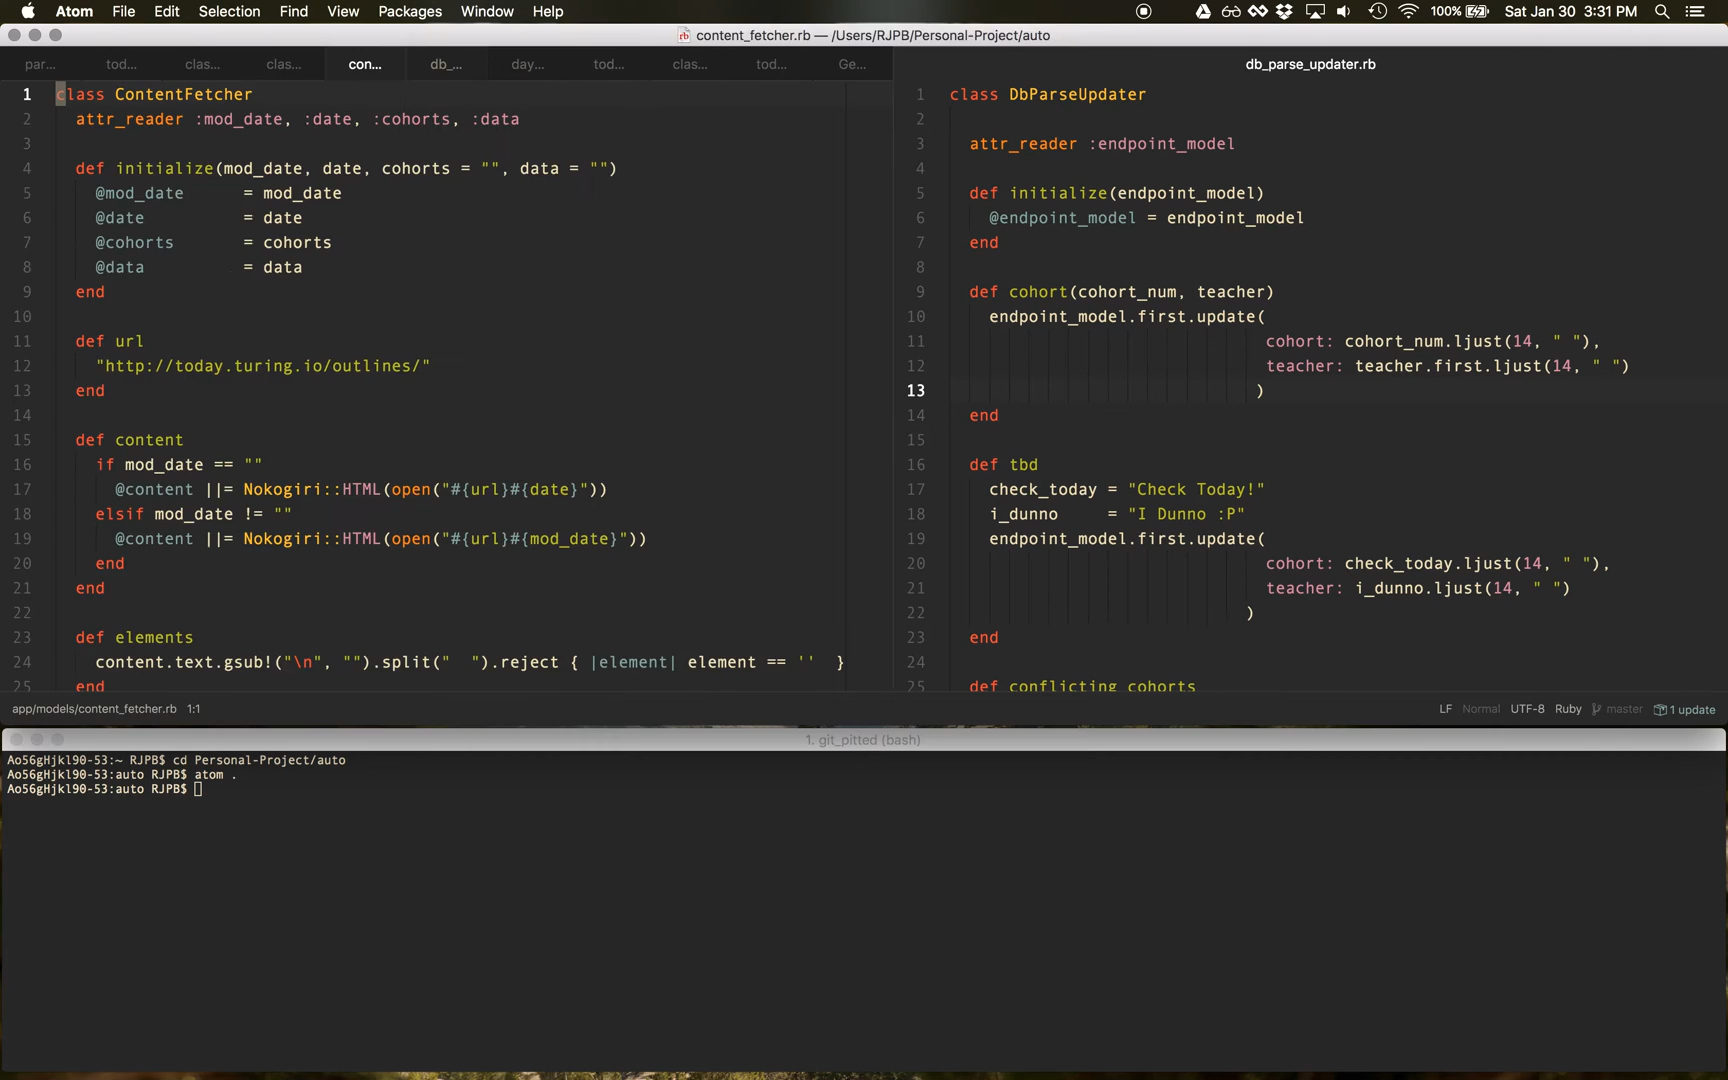 Atom File Edit Selection Find View Packages Window Help 100% Sat Jan 30 3:31 PM
content_fetcher.rb — /Users/RJPB/Personal-Project/auto
par... tod... clas... clas... con... db_... day... tod... clas... tod... Ge... db_parse_updater.rb
1 class ContentFetcher
2 attr_reader :mod_date, :date, :cohorts, :data
3
4 def initialize(mod_date, date, cohorts = "", data = "")
5 @mod_date = mod_date
6 @date = date
7 @cohorts = cohorts
8 @data = data
9 end
10
11 def url
12 "http://today.turing.io/outlines/"
13 end
14
15 def content
16 if mod_date == ""
17 @content ||= Nokogiri::HTML(open("#{url}#{date}"))
18 elsif mod_date != ""
19 @content ||= Nokogiri::HTML(open("#{url}#{mod_date}"))
20 end
21 end
22
23 def elements
24 content.text.gsub!("\n", "").split("  ").reject { |element| element == ''  }
25 end
1 class DbParseUpdater
2
3 attr_reader :endpoint_model
4
5 def initialize(endpoint_model)
6 @endpoint_model = endpoint_model
7 end
8
9 def cohort(cohort_num, teacher)
10 endpoint_model.first.update(
11 cohort: cohort_num.ljust(14, " "),
12 teacher: teacher.first.ljust(14, " ")
13 )
14 end
15
16 def tbd
17 check_today = "Check Today!"
18 i_dunno = "I Dunno :P"
19 endpoint_model.first.update(
20 cohort: check_today.ljust(14, " "),
21 teacher: i_dunno.ljust(14, " ")
22 )
23 end
24
25 def conflicting_cohorts
app/models/content_fetcher.rb 1:1 LF Normal UTF-8 Ruby master 1 update
1. git_pitted (bash)
Ao56gHjkl90-53:~ RJPB$ cd Personal-Project/auto
Ao56gHjkl90-53:auto RJPB$ atom .
Ao56gHjkl90-53:auto RJPB$